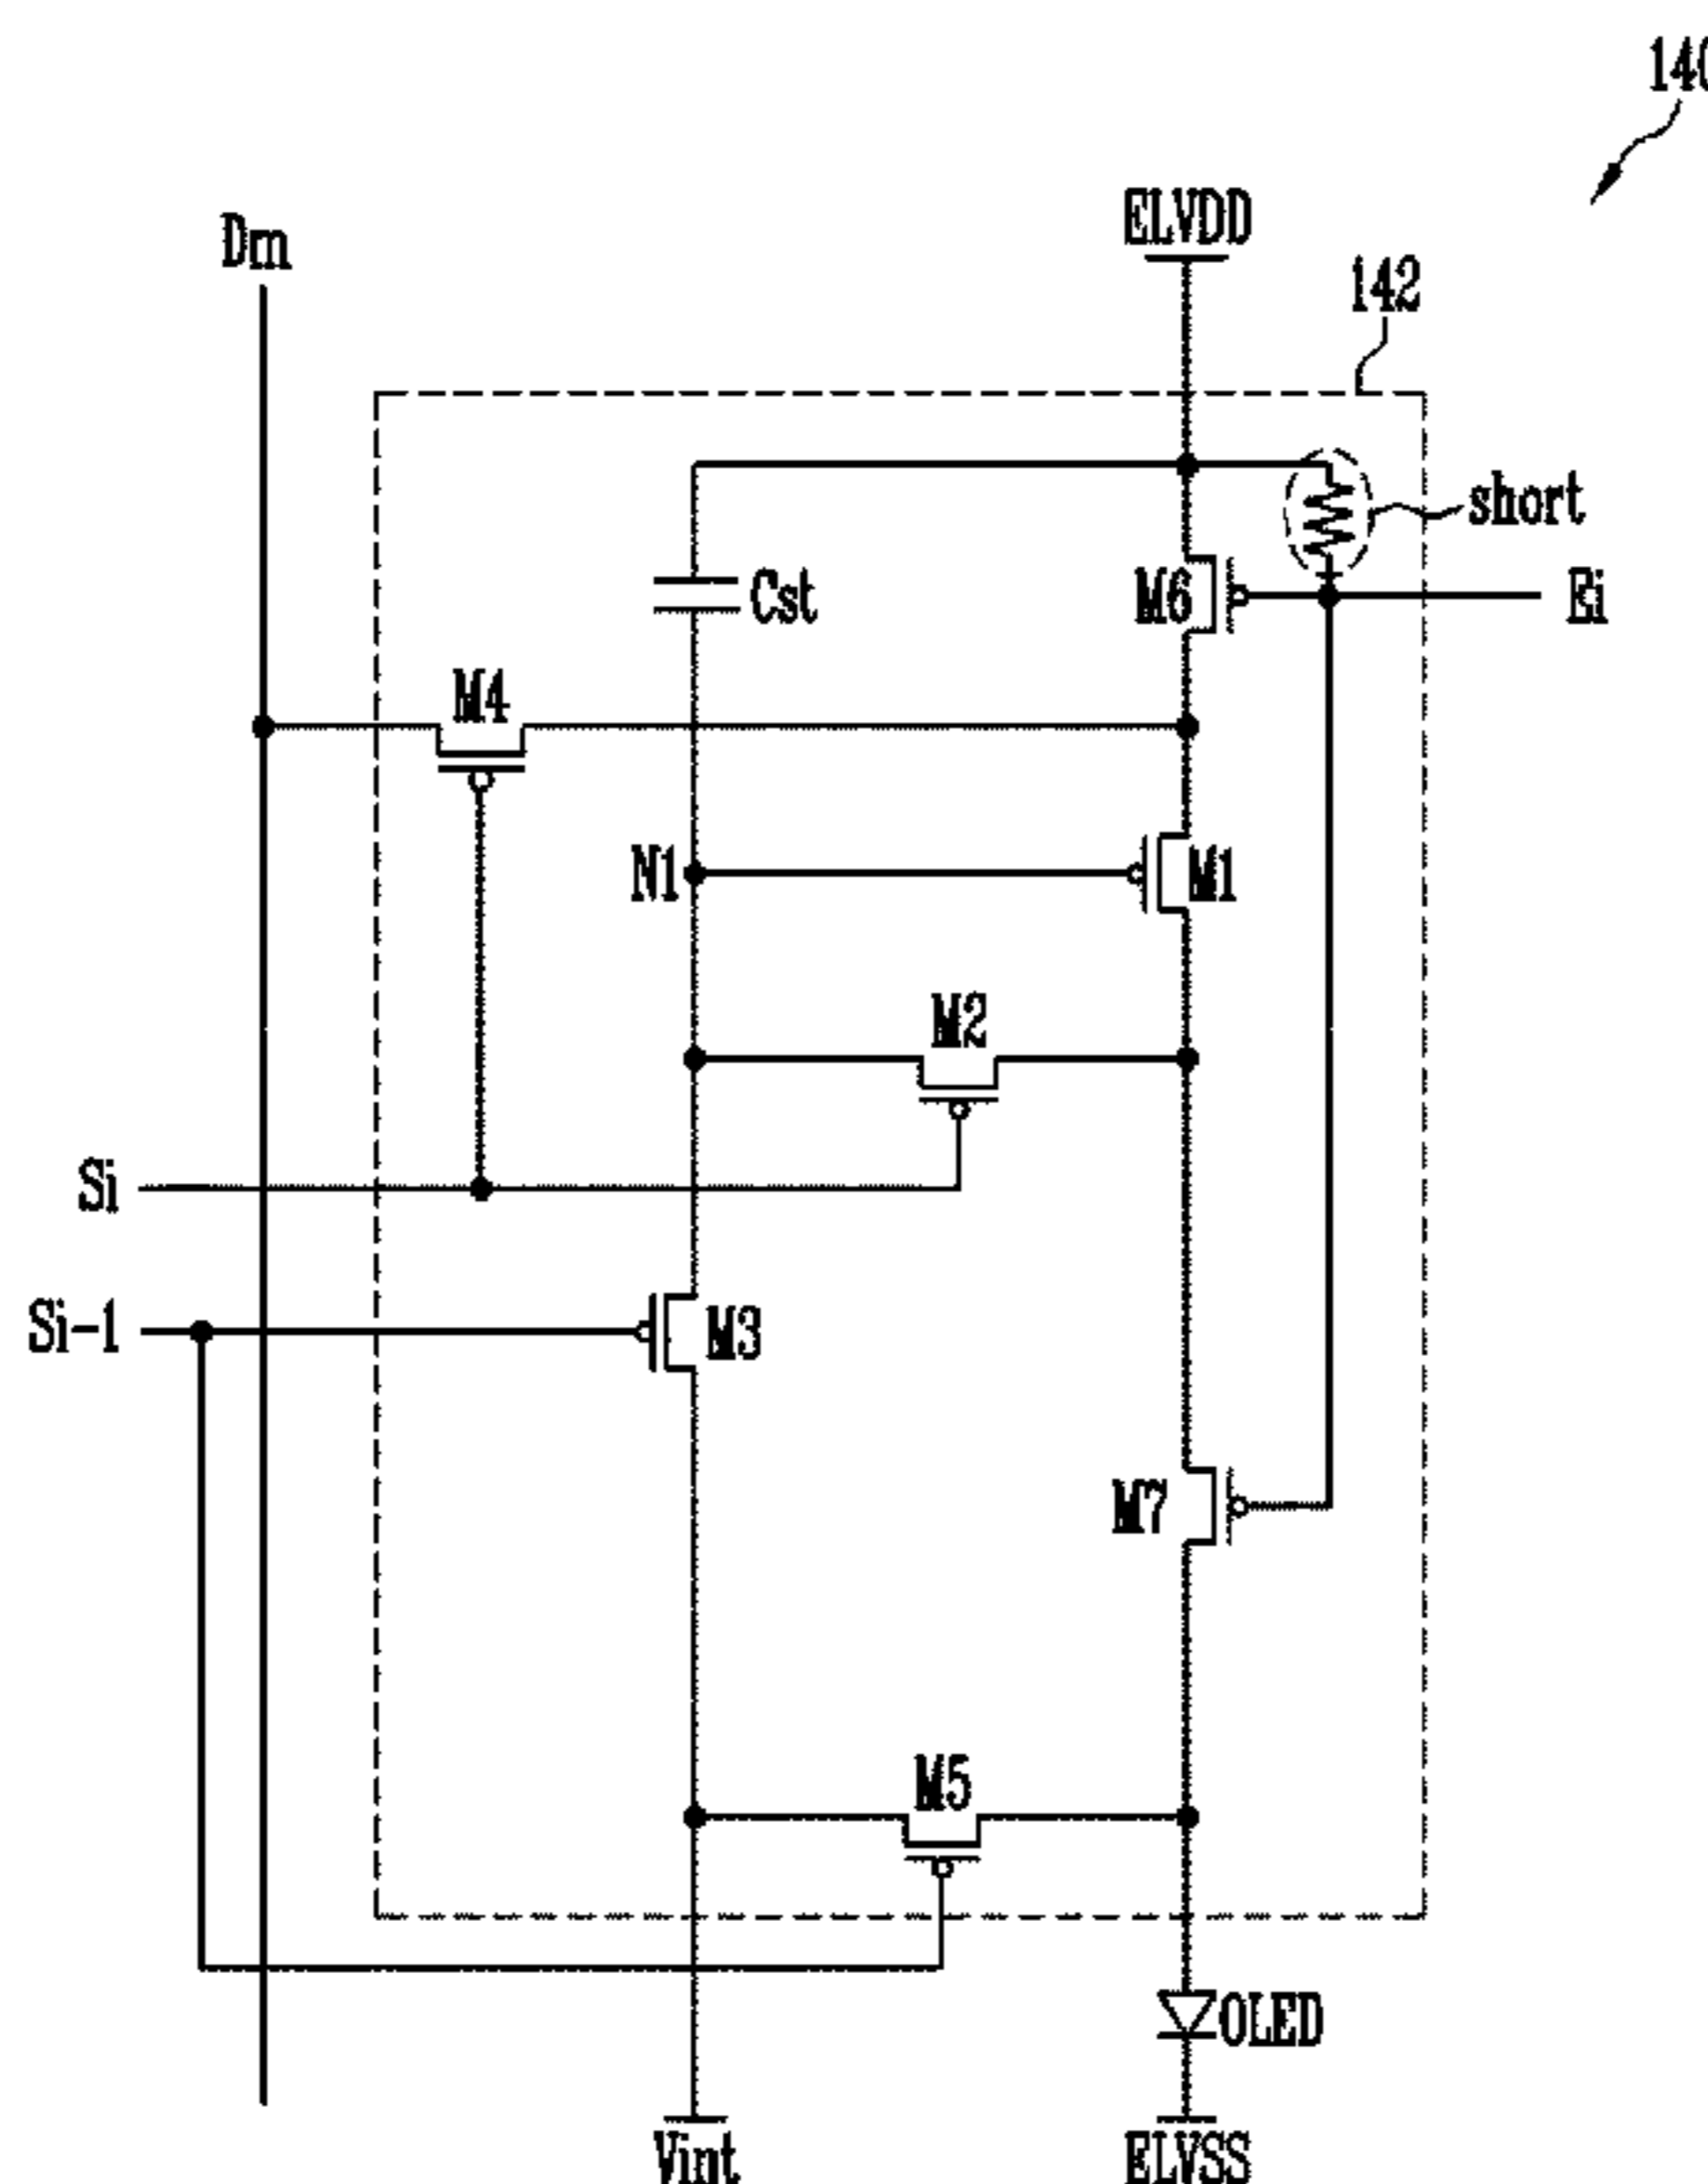 140
Dm
ELVDD
142
short
Cst
M6
Ei
M4
N1
M1
M2
Si
Si-1
M3
M7
M5
OLED
Vint
ELVSS